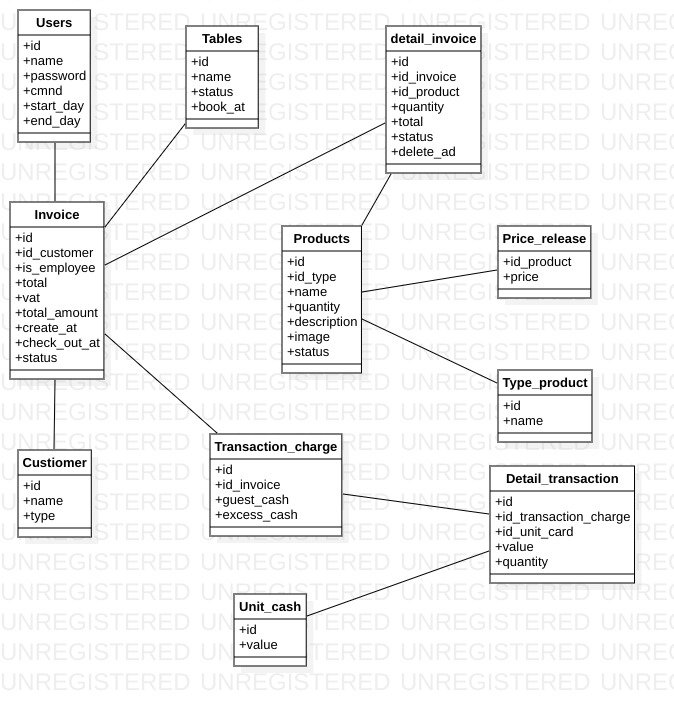 Users
+id
+name
+password
+cmnd
+start_day
+end_day
Tables
+id
+name
+status
+book_at
detail_invoice
+id
+id_invoice
+id_product
+quantity
+total
+status
+delete_ad
Invoice
+id
+id_customer
+is_employee
+total
+vat
+total_amount
+create_at
+check_out_at
+status
Products
+id
+id_type
+name
+quantity
+description
+image
+status
Price_release
+id_product
+price
Type_product
+id
+name
Custiomer
+id
+name
+type
Transaction_charge
+id
+id_invoice
+guest_cash
+excess_cash
Detail_transaction
+id
+id_transaction_charge
+id_unit_card
+value
+quantity
Unit_cash
+id
+value
UNREGISTERED